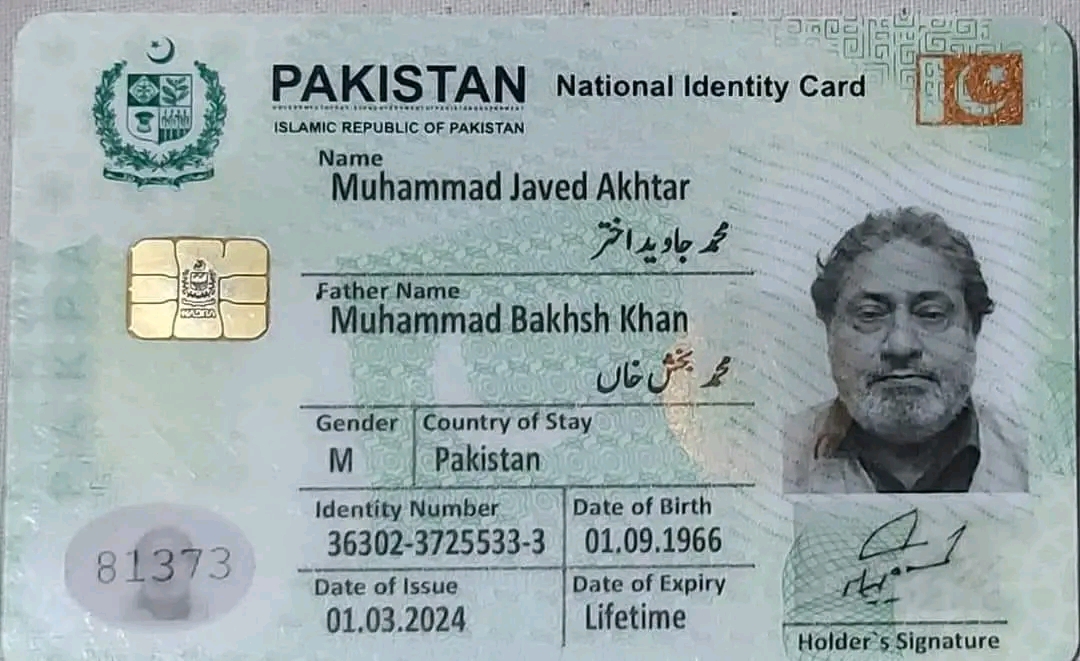 PAKISTAN National Identity Card
ISLAMIC REPUBLIC OF PAKISTAN
Name
Muhammad Javed Akhtar
محمد جاوید اختر
Father Name
Muhammad Bakhsh Khan
محمد بخش خاں
Gender Country of Stay
M Pakistan
Identity Number Date of Birth
36302-3725533-3 01.09.1966
Date of Issue Date of Expiry
01.03.2024 Lifetime
81373
Holder`s Signature